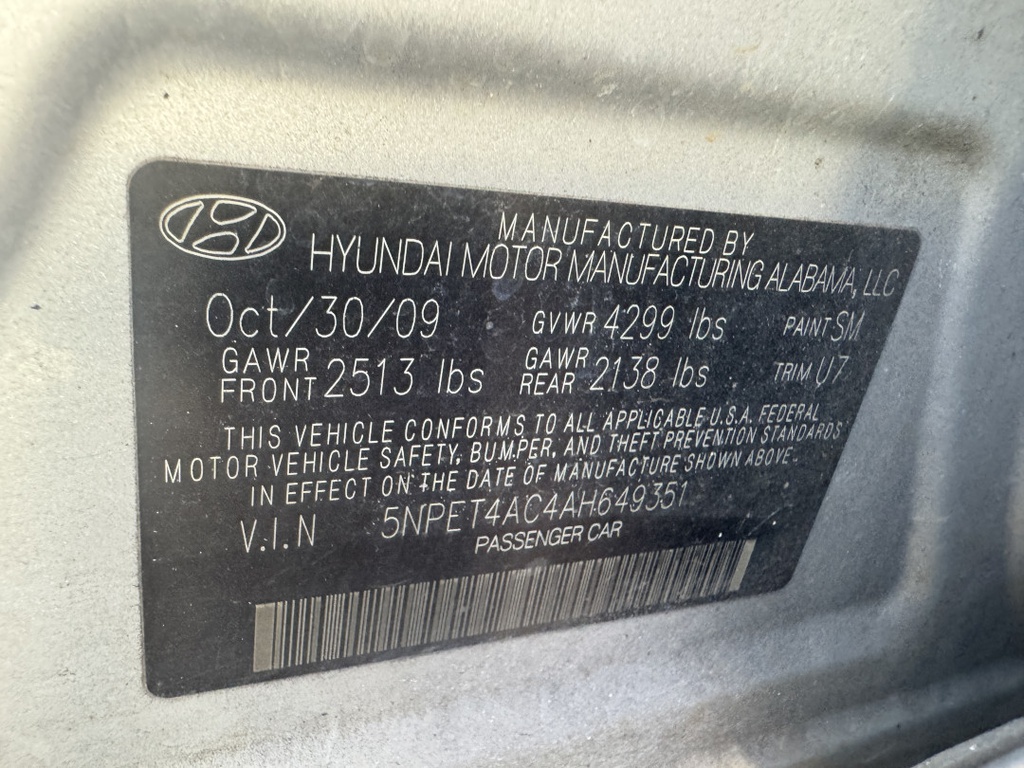 MANUFACTURED BY
HYUNDAI MOTOR MANUFACTURING ALABAMA, LLC
Oct/30/09 GVWR 4299 lbs PAINT SM
GAWR FRONT 2513 lbs GAWR REAR 2138 lbs TRIM U7
THIS VEHICLE CONFORMS TO ALL APPLICABLE U.S.A. FEDERAL
MOTOR VEHICLE SAFETY, BUMPER, AND THEFT PREVENTION STANDARDS
IN EFFECT ON THE DATE OF MANUFACTURE SHOWN ABOVE.
V.I.N 5NPET4AC4AH649351
PASSENGER CAR